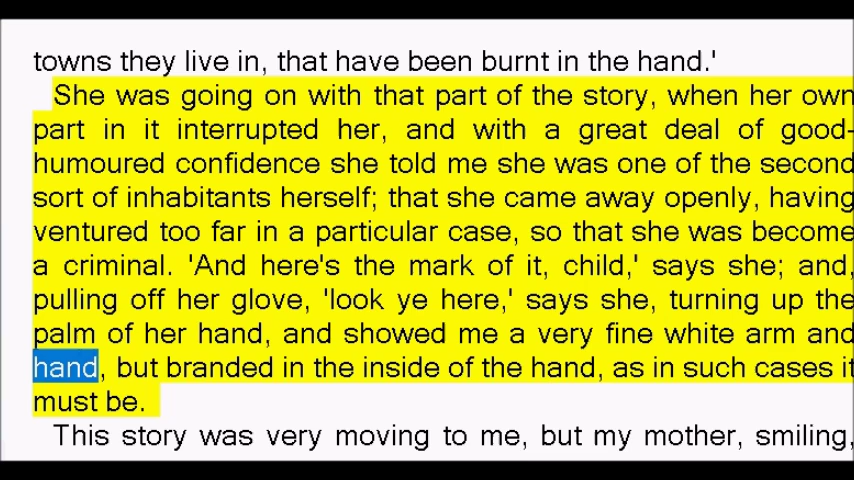 towns they live in, that have been burnt in the hand.'
She was going on with that part of the story, when her own
part in it interrupted her, and with a great deal of good-
humoured confidence she told me she was one of the second
sort of inhabitants herself; that she came away openly, having
ventured too far in a particular case, so that she was become
a criminal. 'And here's the mark of it, child,' says she; and,
pulling off her glove, 'look ye here,' says she, turning up the
palm of her hand, and showed me a very fine white arm and
hand, but branded in the inside of the hand, as in such cases it
must be.
This story was very moving to me, but my mother, smiling,